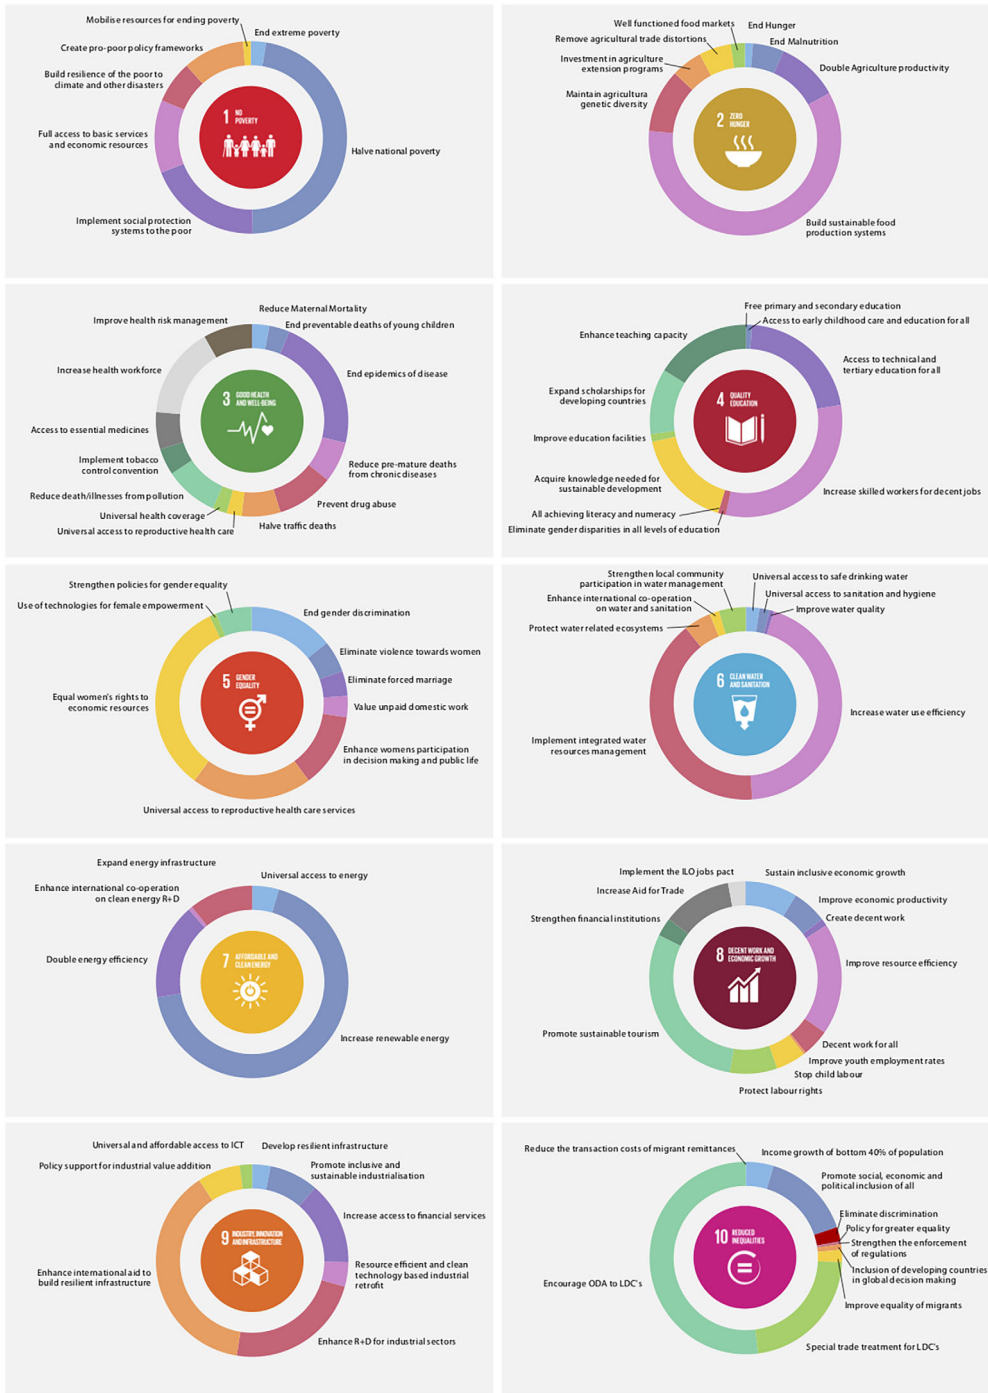 Mobilise resources for ending poverty
End extreme poverty
Create pro-poor policy frameworks
Build resilience of the poor to
climate and other disasters
Full access to basic services
and economic resources
Halve national poverty
Implement social protection
systems to the poor
1 NO
POVERTY
Well functioned food markets
End Hunger
Remove agricultural trade distortions
End Malnutrition
Investment in agriculture
extension programs
Double Agriculture productivity
Maintain agricultura
genetic diversity
Build sustainable food
production systems
2 ZERO
HUNGER
Reduce Maternal Mortality
Improve health risk management
End preventable deaths of young children
Increase health workforce
End epidemics of disease
Access to essential medicines
Implement tobacco
control convention
Reduce pre-mature deaths
from chronic diseases
Reduce death/illnesses from pollution
Prevent drug abuse
Universal health coverage
Halve traffic deaths
Universal access to reproductive health care
3 GOOD HEALTH
AND WELL-BEING
Free primary and secondary education
Access to early childhood care and education for all
Enhance teaching capacity
Access to technical and
tertiary education for all
Expand scholarships for
developing countries
Improve education facilities
Acquire knowledge needed for
sustainable development
Increase skilled workers for decent jobs
All achieving literacy and numeracy
Eliminate gender disparities in all levels of education
4 QUALITY
EDUCATION
Strengthen policies for gender equality
Use of technologies for female empowerment
End gender discrimination
Eliminate violence towards women
Eliminate forced marriage
Equal women's rights to
economic resources
Value unpaid domestic work
Enhance womens participation
in decision making and public life
Universal access to reproductive health care services
5 GENDER
EQUALITY
Strengthen local community
participation in water management
Universal access to safe drinking water
Enhance international co-operation
on water and sanitation
Universal access to sanitation and hygiene
Improve water quality
Protect water related ecosystems
Increase water use efficiency
Implement integrated water
resources management
6 CLEAN WATER
AND SANITATION
Expand energy infrastructure
Universal access to energy
Enhance international co-operation
on clean energy R+D
Double energy efficiency
Increase renewable energy
7 AFFORDABLE AND
CLEAN ENERGY
Implement the ILO jobs pact
Sustain inclusive economic growth
Increase Aid for Trade
Improve economic productivity
Strengthen financial institutions
Create decent work
Improve resource efficiency
Promote sustainable tourism
Decent work for all
Improve youth employment rates
Stop child labour
Protect labour rights
8 DECENT WORK AND
ECONOMIC GROWTH
Universal and affordable access to ICT
Develop resilient infrastructure
Policy support for industrial value addition
Promote inclusive and
sustainable industrialisation
Increase access to financial services
Enhance international aid to
build resilient infrastructure
Resource efficient and clean
technology based industrial
retrofit
Enhance R+D for industrial sectors
9 INDUSTRY, INNOVATION
AND INFRASTRUCTURE
Reduce the transaction costs of migrant remittances
Income growth of bottom 40% of population
Promote social, economic and
political inclusion of all
Eliminate discrimination
Policy for greater equality
Strengthen the enforcement
of regulations
Inclusion of developing countries
in global decision making
Encourage ODA to LDC's
Improve equality of migrants
Special trade treatment for LDC's
10 REDUCED
INEQUALITIES